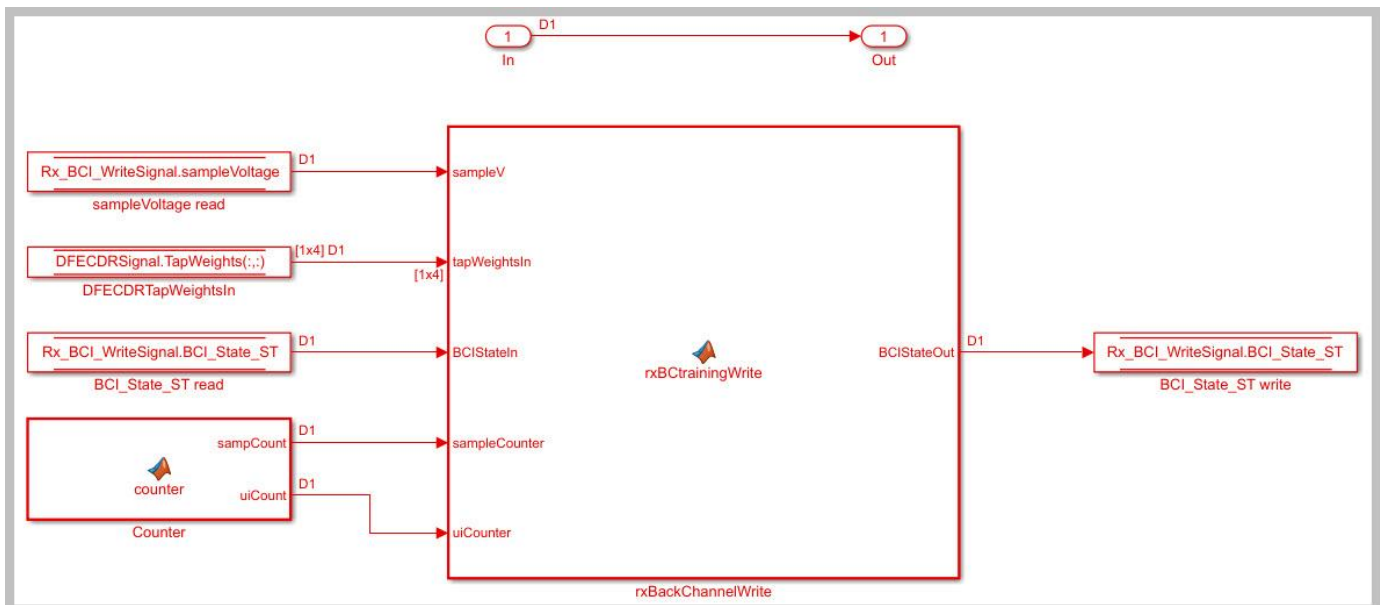 D1
1
1
In
Out
Rx_BCI_WriteSignal.sampleVoltage
D1
sampleV
sampleVoltage read
DFECDRSignal.TapWeights(:,:)
[1x4] D1
tapWeightsIn
[1x4]
DFECDRTapWeightsIn
Rx_BCI_WriteSignal.BCI_State_ST
D1
BCIStateIn
BCI_State_ST read
rxBCtrainingWrite
BCIStateOut
D1
Rx_BCI_WriteSignal.BCI_State_ST
BCI_State_ST write
sampCount
D1
sampleCounter
counter
uiCount
D1
uiCounter
Counter
rxBackChannelWrite